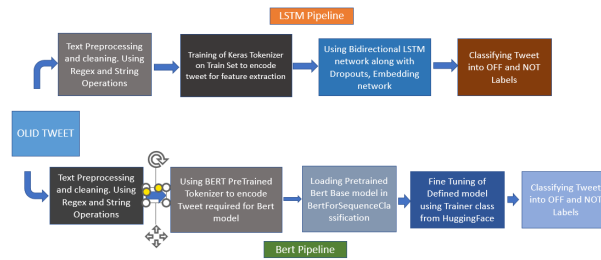 LSTM Pipeline
Text Preprocessing
and cleaning. Using
Regex and String
Operations
Training of Keras Tokenizer
on Train Set to encode
tweet for feature extraction
Using Bidirectional LSTM
network along with
Dropouts, Embedding
network
Classifying Tweet
into OFF and NOT
Labels
OLID TWEET
Text Preprocessing
and cleaning. Using
Regex and String
Operations
Using BERT PreTrained
Tokenizer to encode
Tweet required for Bert
model
Loading Pretrained
Bert Base model in
BertForSequenceCla
ssification
Fine Tuning of
Defined model
using Trainer class
from HuggingFace
Classifying Tweet
into OFF and NOT
Labels
Bert Pipeline